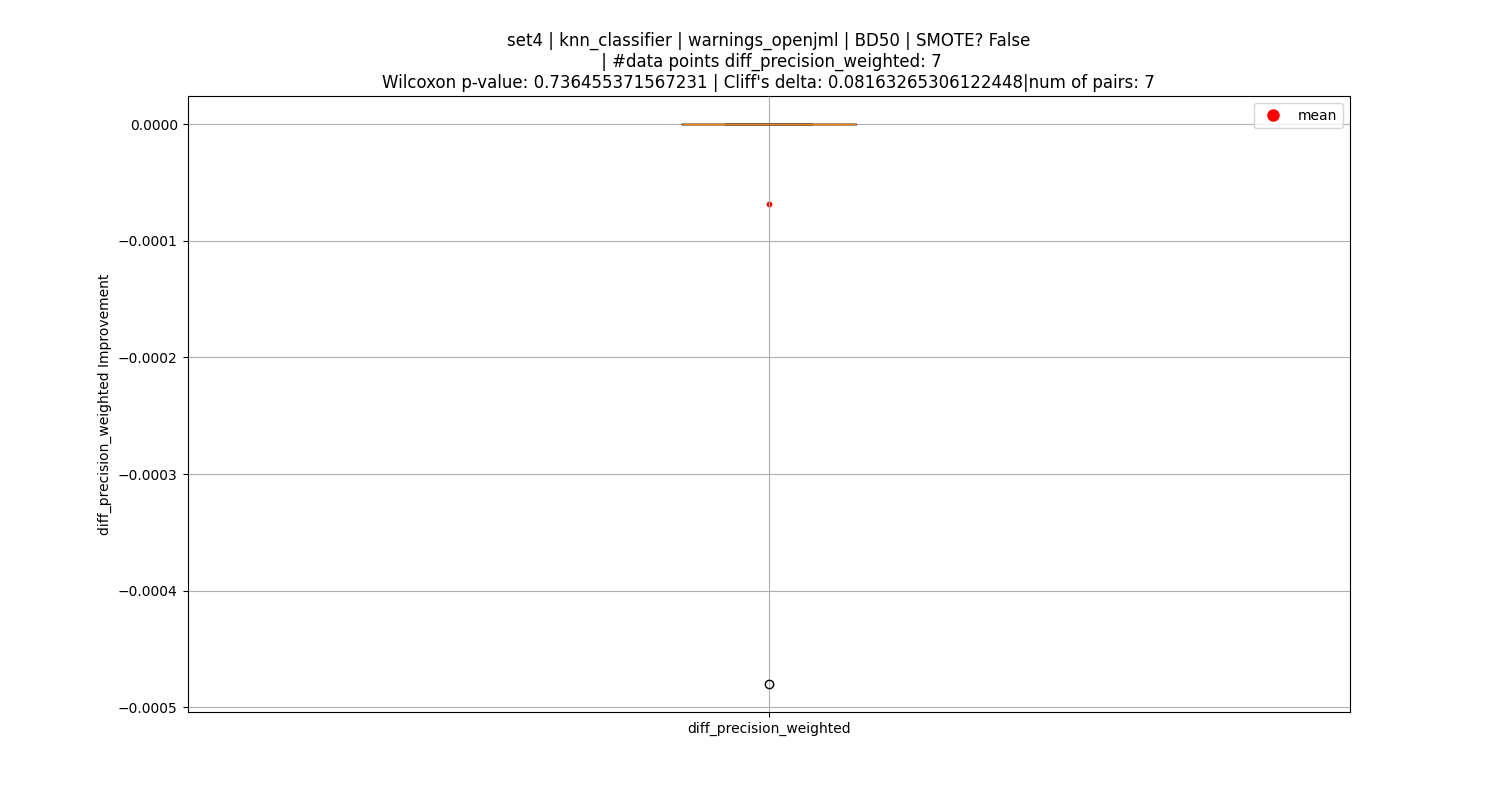 set4 | knn_classifier | warnings_openjml | BD50 | SMOTE? False
| #data points diff_precision_weighted: 7
Wilcoxon p-value: 0.736455371567231 | Cliff's delta: 0.08163265306122448|num of pairs: 7
mean
0.0000
−0.0001
−0.0002
−0.0003
−0.0004
−0.0005
diff_precision_weighted Improvement
diff_precision_weighted